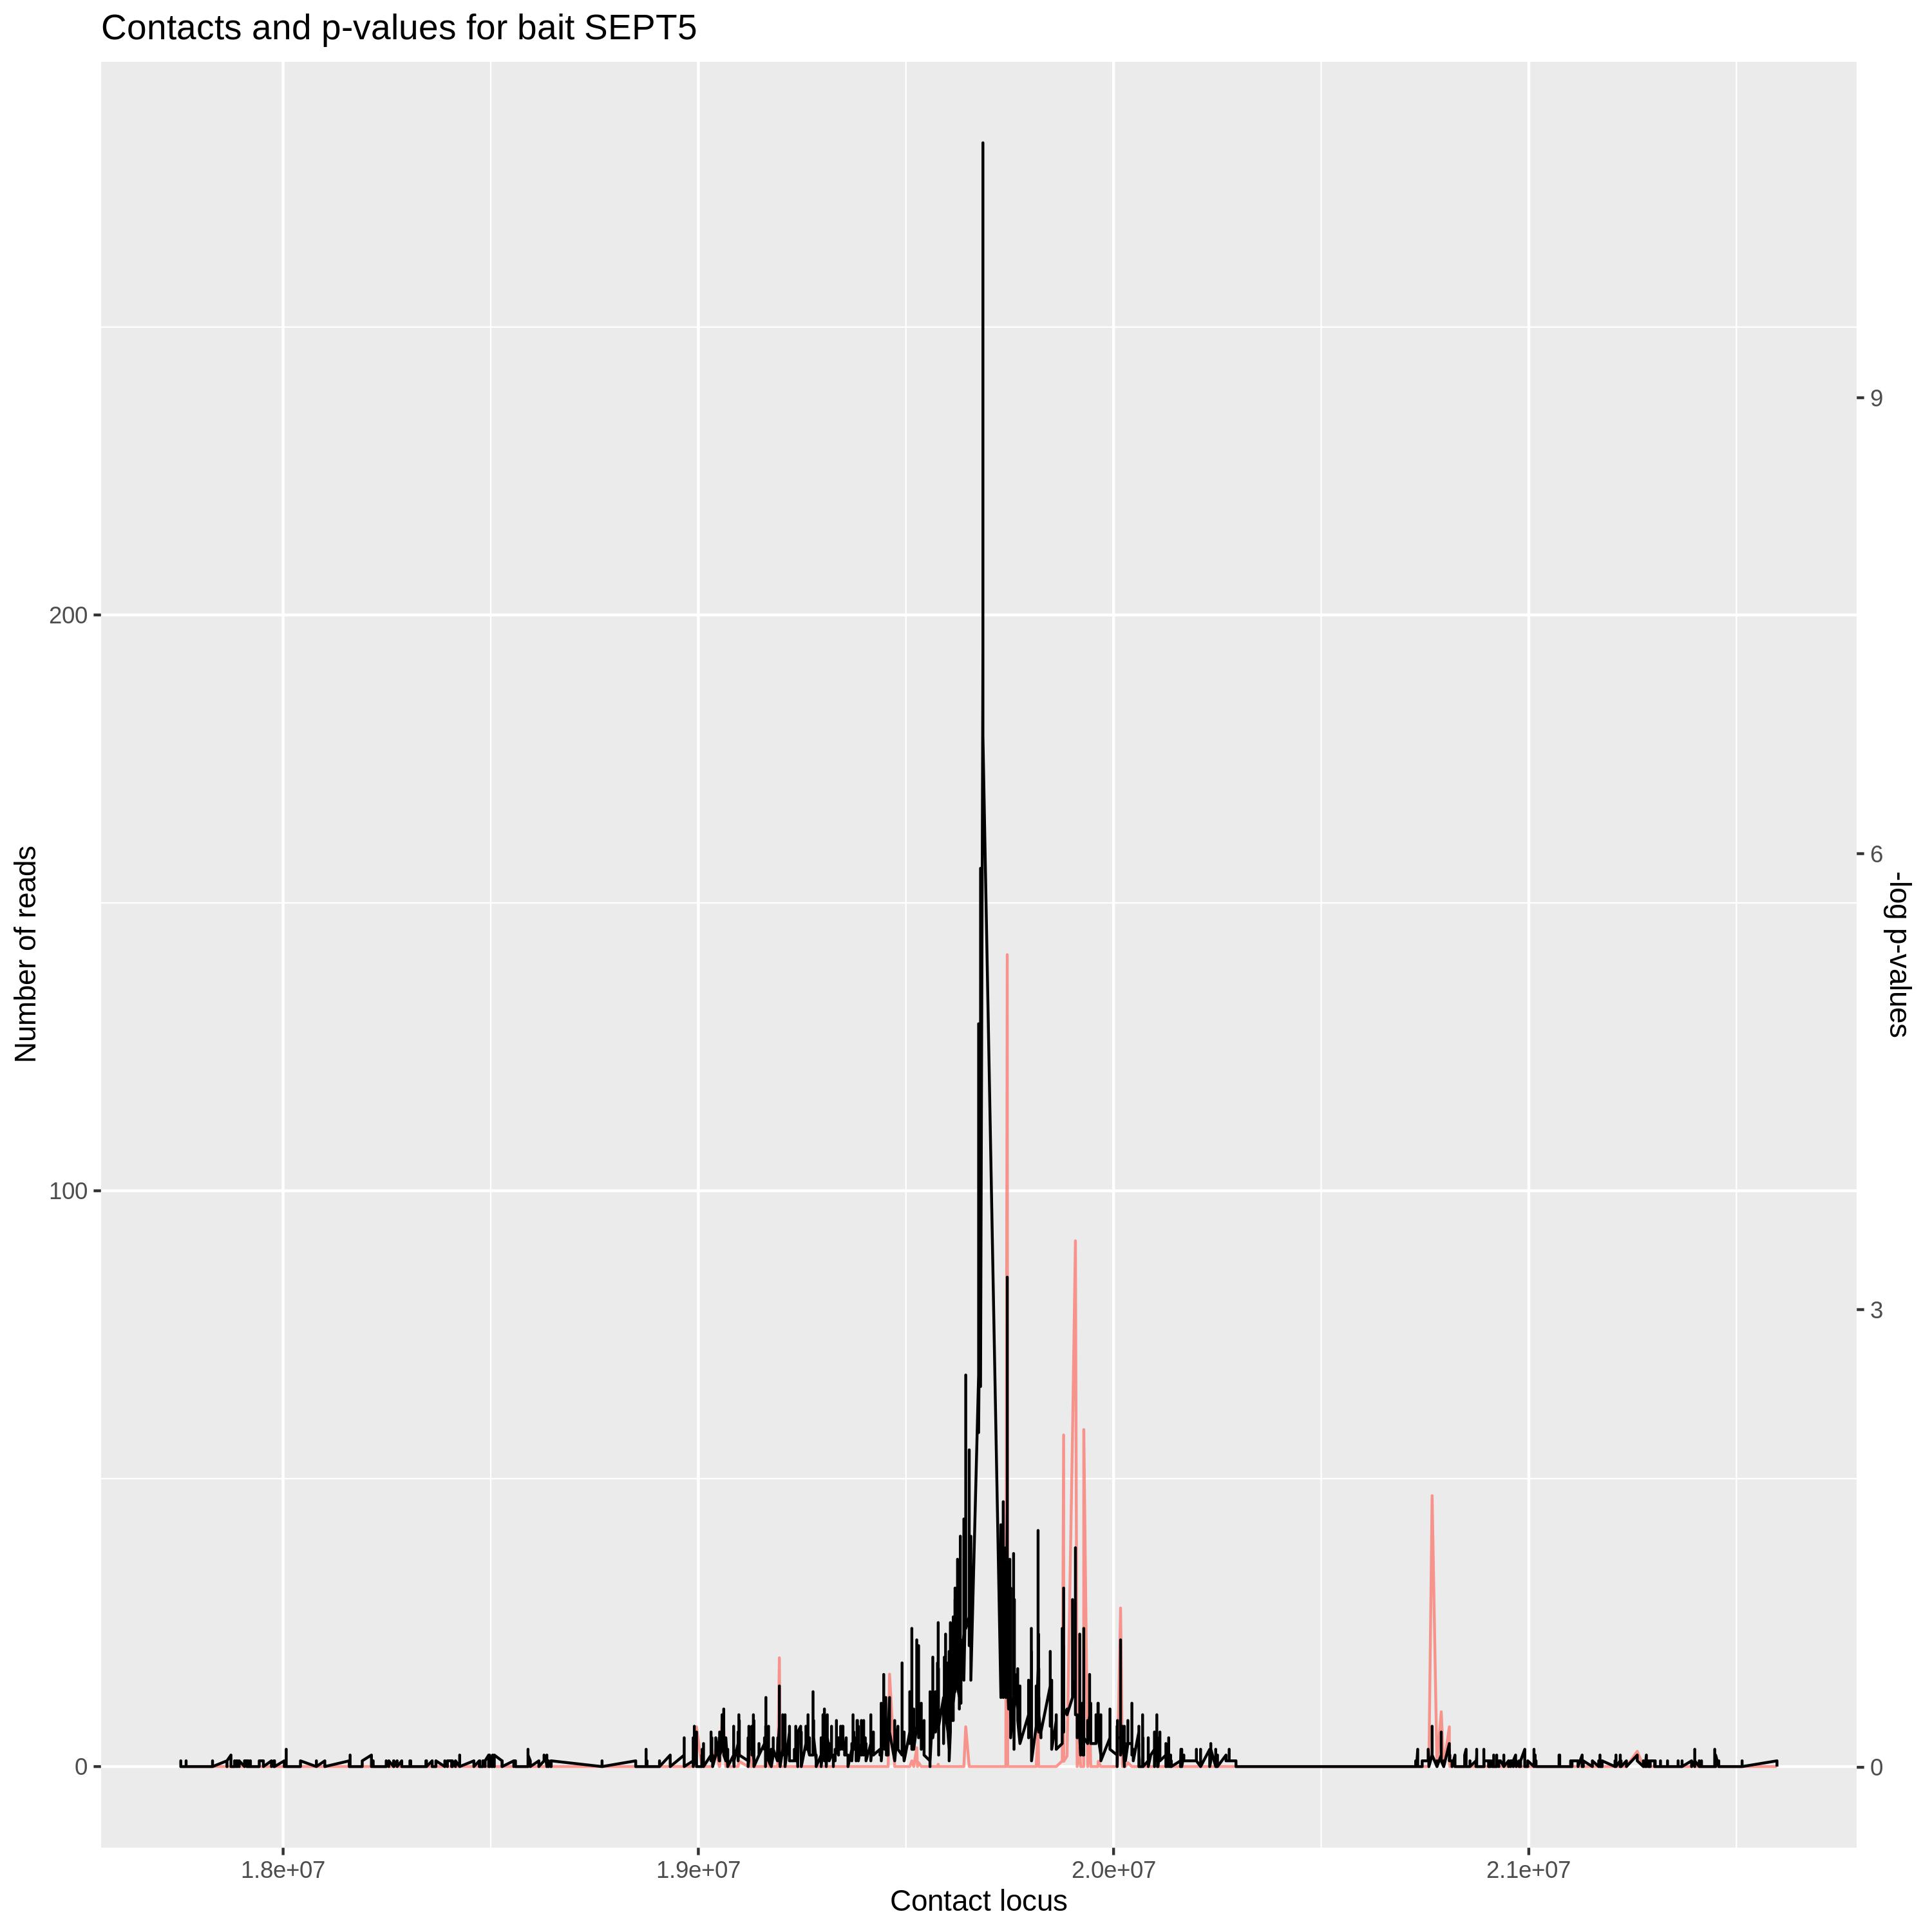 Contacts and p-values for bait SEPT5
Number of reads
200
100
0
9
6
3
0
-log p-values
1.8e+07
1.9e+07
2.0e+07
2.1e+07
Contact locus